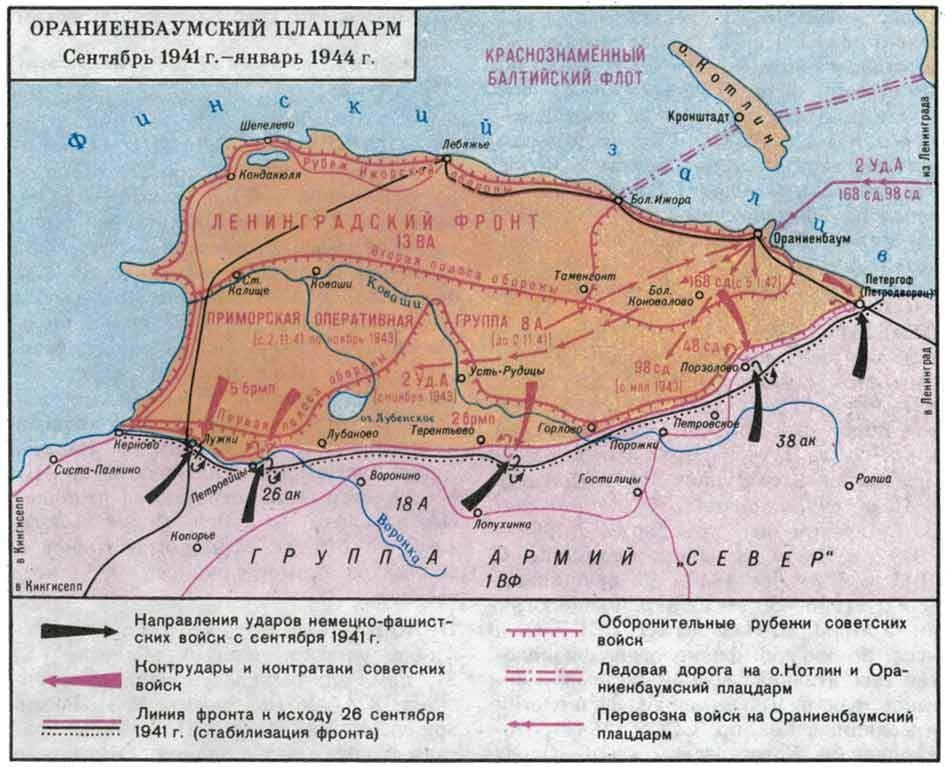 ОРАНИЕНБАУМСКИЙ ПЛАЦДАРМ
Сентябрь 1941 г.–январь 1944 г.
КРАСНОЗНАМЁННЫЙ
БАЛТИЙСКИЙ ФЛОТ
о. Котлин
Кронштадт
Финский залив
из Ленинграда
2 Уд.А
168 сд, 98 сд
Шепелево
Лебяжье
Кандакюля
Рубеж Ижорской обороны
Бол. Ижора
Ораниенбаум
ЛЕНИНГРАДСКИЙ ФРОНТ
13 ВА
Вторая полоса обороны
Петергоф
(Петродворец)
Ст.
Калище
Коваши
Коваши
Таменгонт
Бол.
Коновалово
168 сд (с 5.1.42)
ПРИМОРСКАЯ ОПЕРАТИВНАЯ ГРУППА
(с 2.11.41 по ноябрь 1943)
8 А
(до 2.11.41)
48 сд
98 сд
(с мая 1943)
Порзолово
в Ленинград
Усть-Рудицы
2 Уд.А
(с ноября 1943)
5 брмп
Первая полоса обороны
оз. Лубенское
2 брмп
Керново
Лужки
Лубаново
Терентьево
Горлово
Порожки
Петровское
38 ак
Систа-Палкино
Петровицы
26 ак
Воронино
18 А
Гостилицы
Ропша
Лопухинка
Копорье
Воронка
в Кингисепп
в Кингисепп
ГРУППА АРМИЙ „СЕВЕР“
1 ВФ
Направления ударов немецко-фашист-
ских войск с сентября 1941 г.
Контрудары и контратаки советских
войск
Линия фронта к исходу 26 сентября
1941 г. (стабилизация фронта)
Оборонительные рубежи советских
войск
Ледовая дорога на о.Котлин и Ора-
ниенбаумский плацдарм
Перевозка войск на Ораниенбаумский
плацдарм